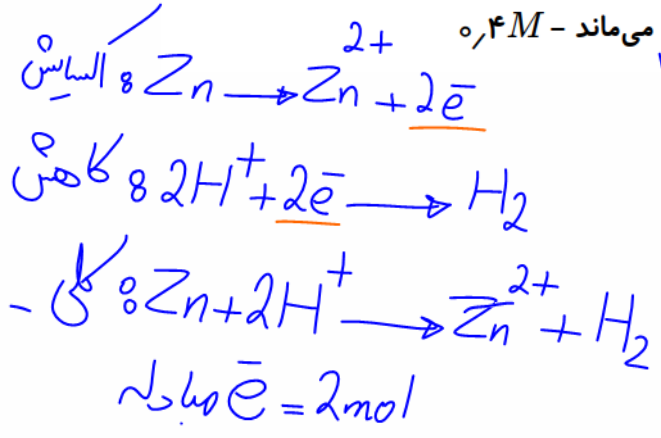 می‌ماند - ۰٫۴M
اکسایش: Zn → Zn²⁺ + 2e⁻
کاهش: 2H⁺ + 2e⁻ → H₂
کلی: Zn + 2H⁺ → Zn²⁺ + H₂
مبادله e⁻ = 2mol